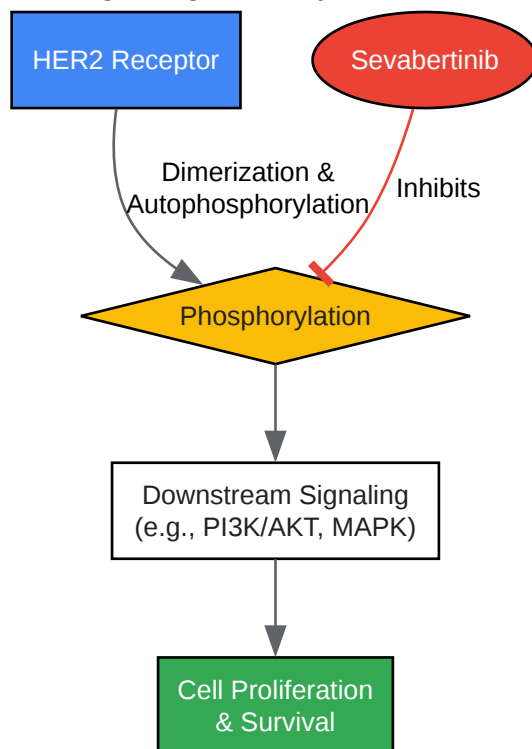 HER2 Receptor
Sevabertinib
Dimerization &
Autophosphorylation
Inhibits
Phosphorylation
Downstream Signaling
(e.g., PI3K/AKT, MAPK)
Cell Proliferation
& Survival